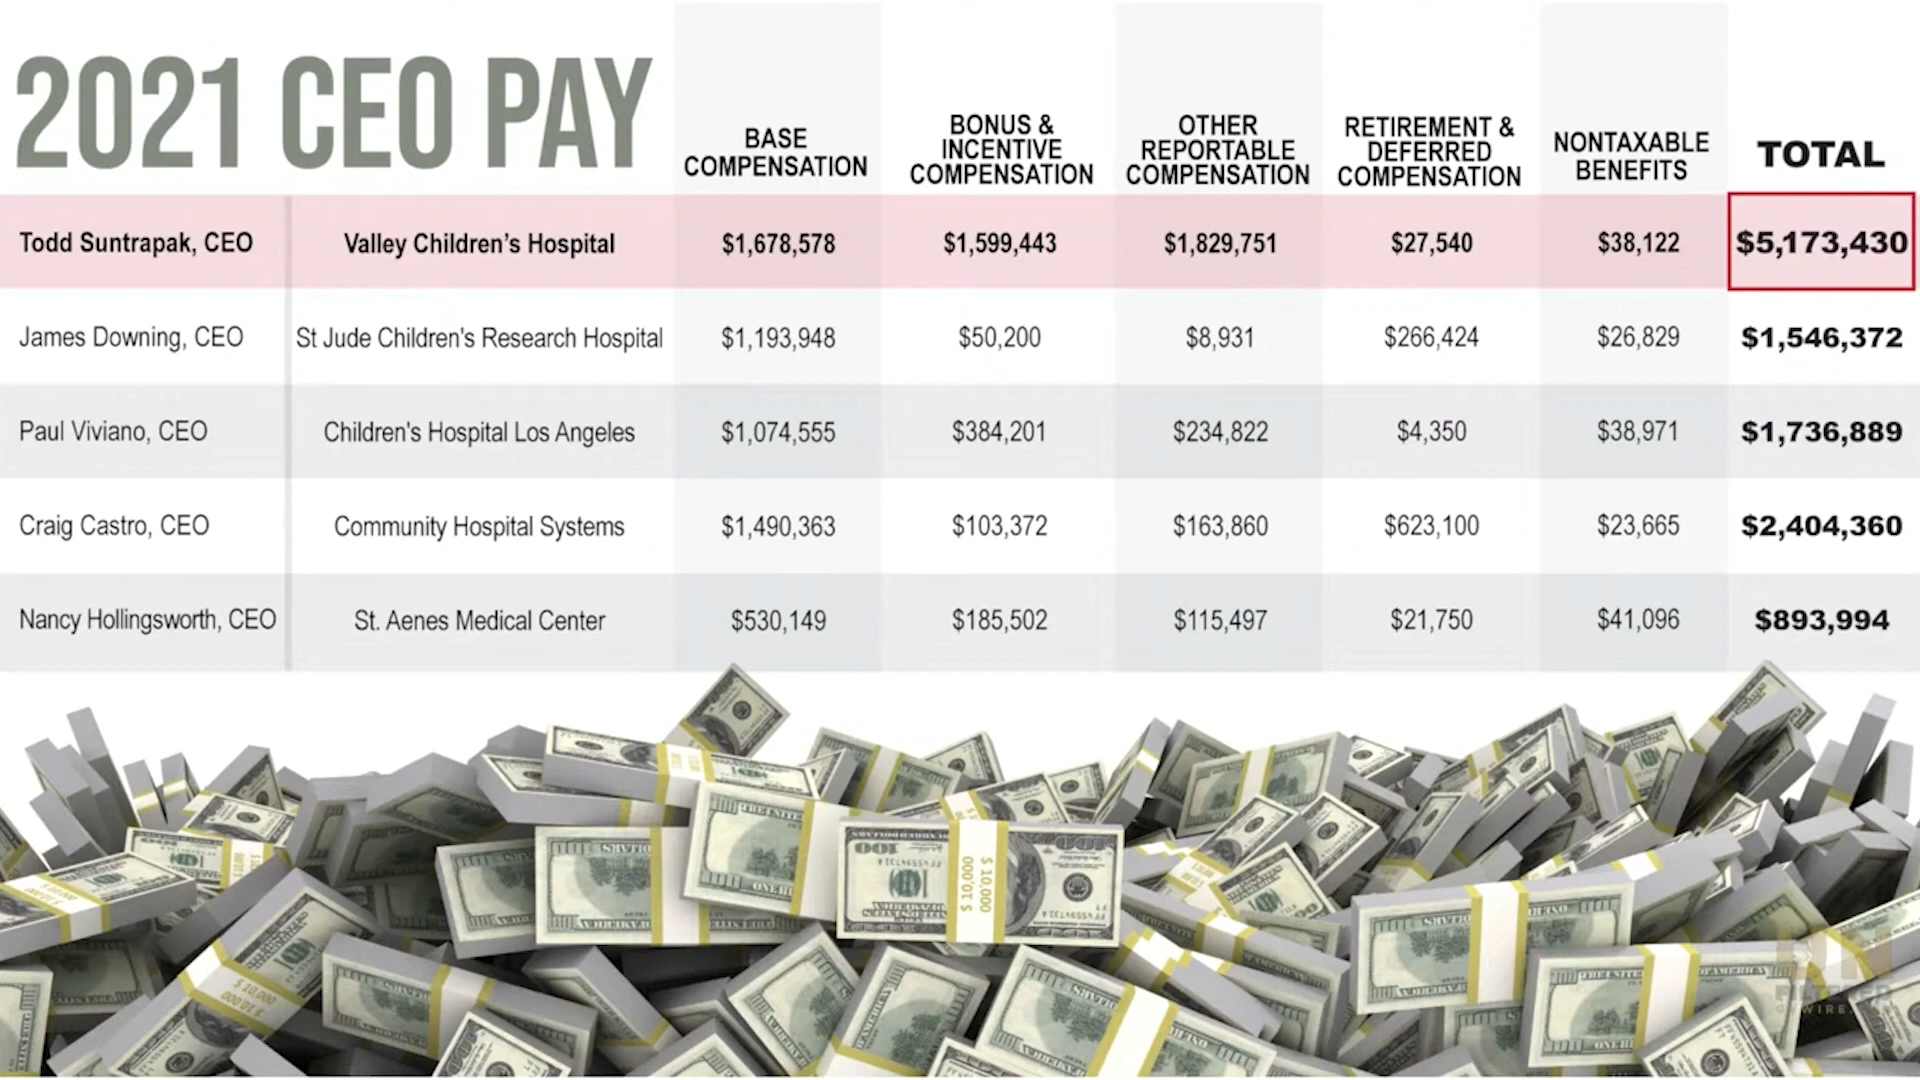 2021 CEO PAY
BASE
COMPENSATION
BONUS &
INCENTIVE
COMPENSATION
OTHER
REPORTABLE
COMPENSATION
RETIREMENT &
DEFERRED
COMPENSATION
NONTAXABLE
BENEFITS
TOTAL
Todd Suntrapak, CEO Valley Children's Hospital $1,678,578 $1,599,443 $1,829,751 $27,540 $38,122 $5,173,430
James Downing, CEO St Jude Children's Research Hospital $1,193,948 $50,200 $8,931 $266,424 $26,829 $1,546,372
Paul Viviano, CEO Children's Hospital Los Angeles $1,074,555 $384,201 $234,822 $4,350 $38,971 $1,736,889
Craig Castro, CEO Community Hospital Systems $1,490,363 $103,372 $163,860 $623,100 $23,665 $2,404,360
Nancy Hollingsworth, CEO St. Aenes Medical Center $530,149 $185,502 $115,497 $21,750 $41,096 $893,994
$ 10,000
$ 10,000